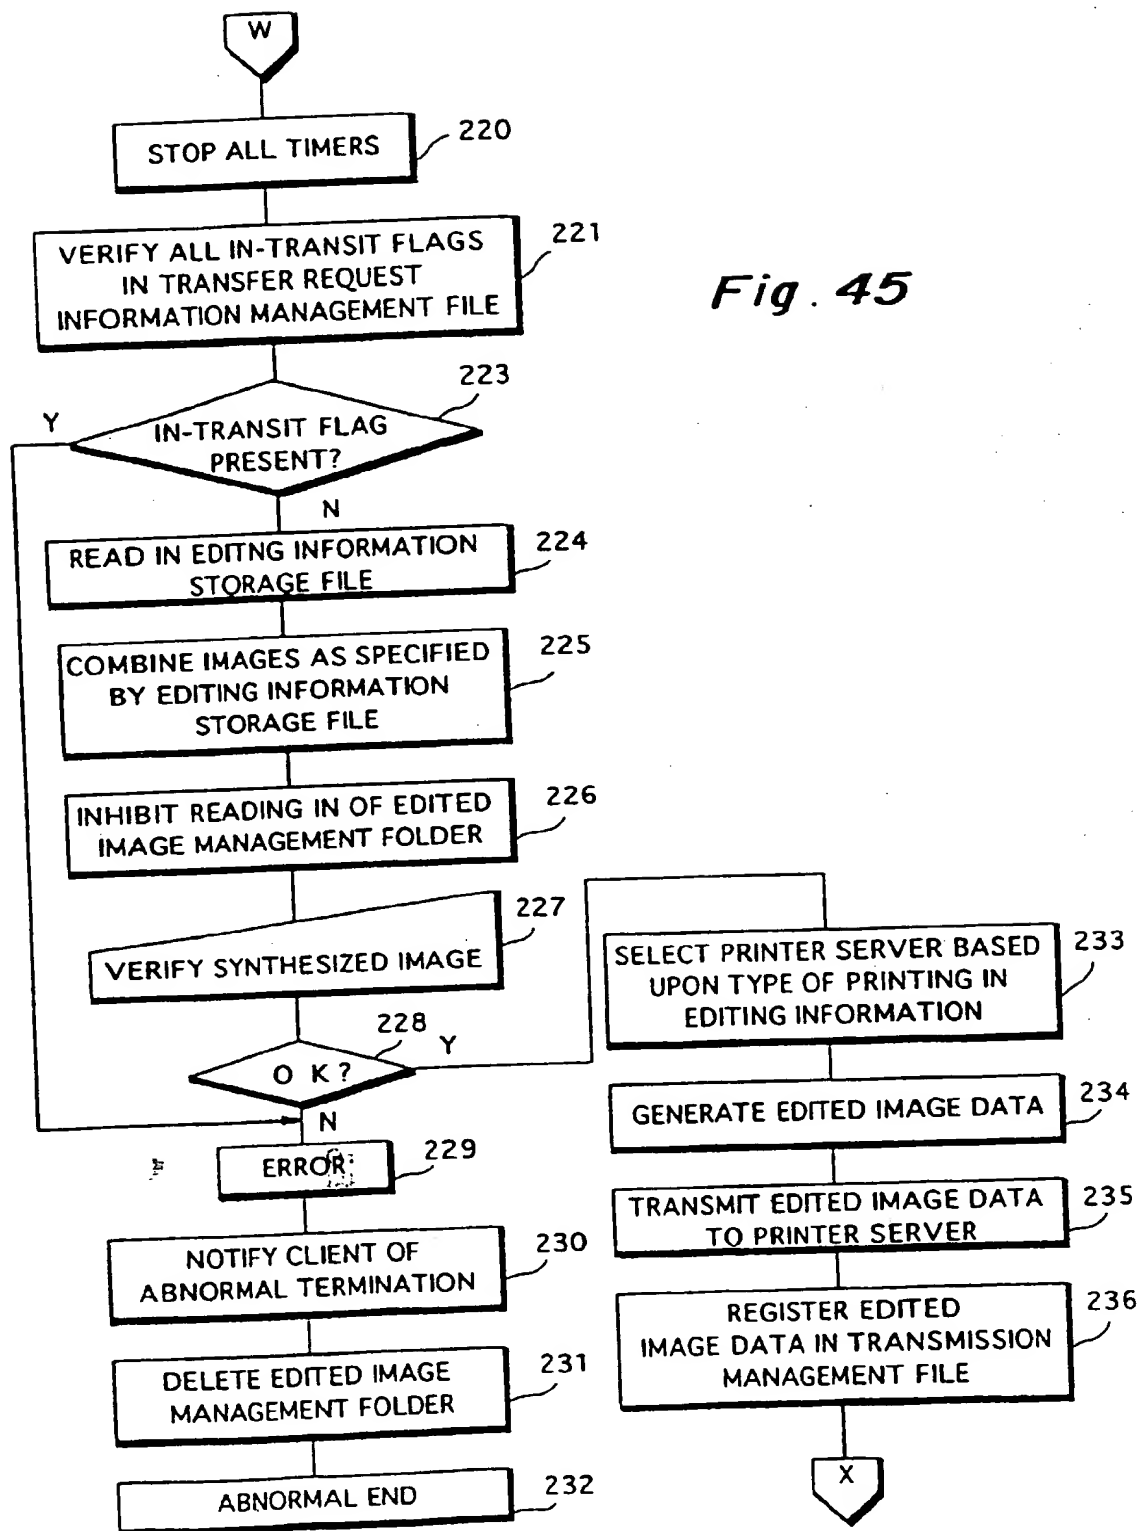 W
STOP ALL TIMERS
220
VERIFY ALL IN-TRANSIT FLAGS
IN TRANSFER REQUEST
INFORMATION MANAGEMENT FILE
221
Fig. 45
223
Y
IN-TRANSIT FLAG
PRESENT?
N
READ IN EDITNG INFORMATION
STORAGE FILE
224
COMBINE IMAGES AS SPECIFIED
BY EDITING INFORMATION
STORAGE FILE
225
INHIBIT READING IN OF EDITED
IMAGE MANAGEMENT FOLDER
226
VERIFY SYNTHESIZED IMAGE
227
228
O K ?
Y
N
ERROR
229
NOTIFY CLIENT OF
ABNORMAL TERMINATION
230
DELETE EDITED IMAGE
MANAGEMENT FOLDER
231
ABNORMAL END
232
SELECT PRINTER SERVER BASED
UPON TYPE OF PRINTING IN
EDITING INFORMATION
233
GENERATE EDITED IMAGE DATA
234
TRANSMIT EDITED IMAGE DATA
TO PRINTER SERVER
235
REGISTER EDITED
IMAGE DATA IN TRANSMISSION
MANAGEMENT FILE
236
X